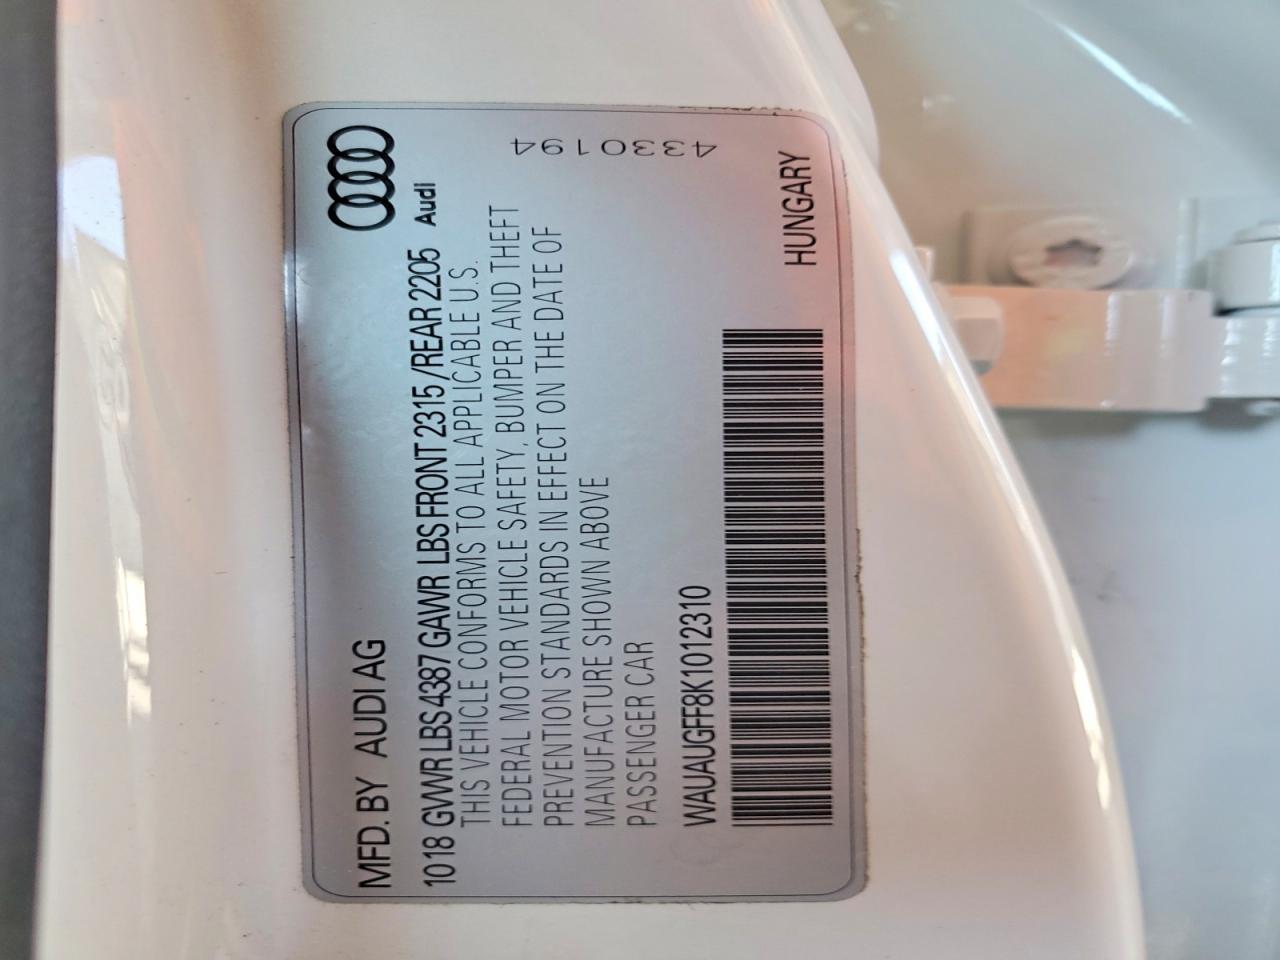 MFD. BY AUDI AG
Audi
1018 GVWR LBS 4387 GAWR LBS FRONT 2315 /REAR 2205
THIS VEHICLE CONFORMS TO ALL APPLICABLE U.S.
FEDERAL MOTOR VEHICLE SAFETY, BUMPER AND THEFT
PREVENTION STANDARDS IN EFFECT ON THE DATE OF
MANUFACTURE SHOWN ABOVE
PASSENGER CAR
4330194
WAUAUGFF8K1012310
HUNGARY